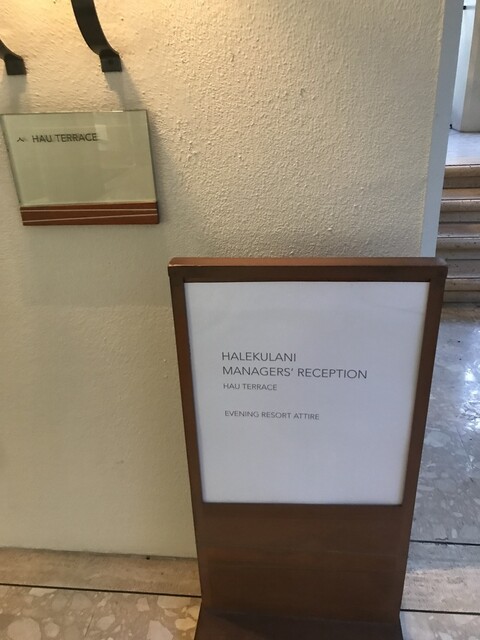 HAU TERRACE
HALEKULANI
MANAGERS' RECEPTION
HAU TERRACE
EVENING RESORT ATTIRE